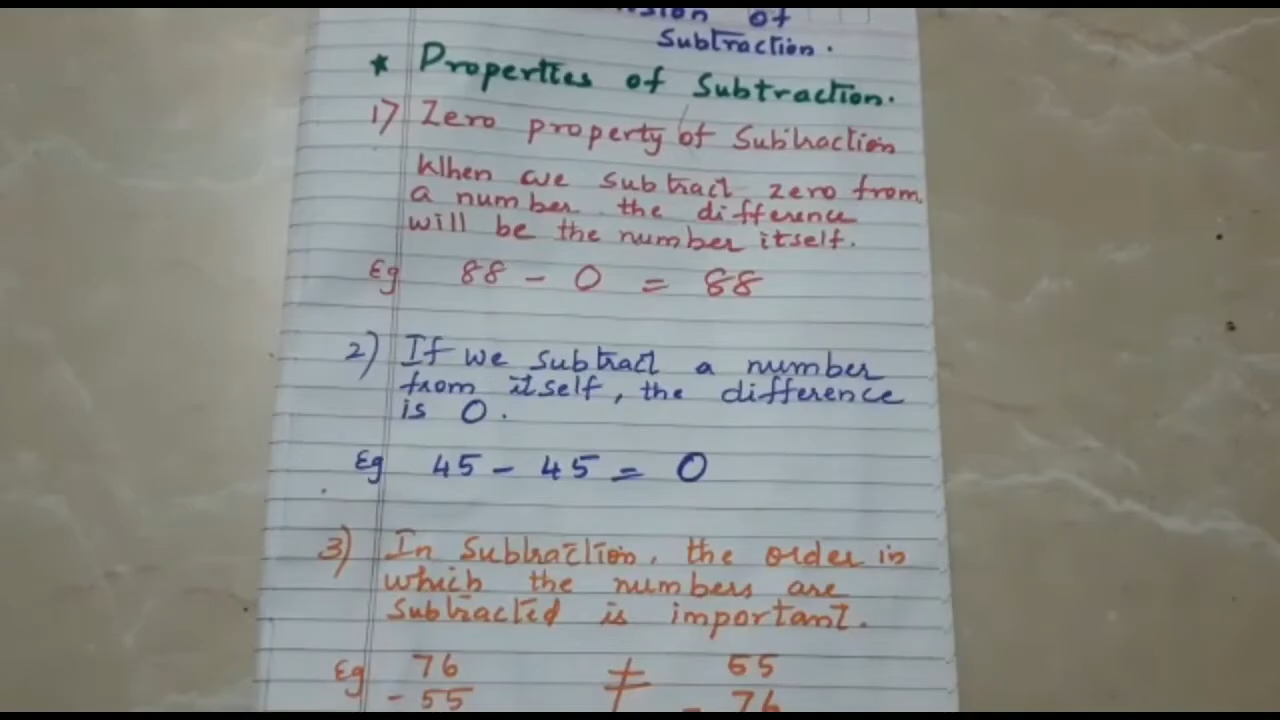 of
Subtraction.
* Properties of Subtraction.
1) Zero property of Subtraction
When we subtract zero from
a number the difference
will be the number itself.
Eg 88 - 0 = 88
2) If we subtract a number
from itself, the difference
is 0.
Eg 45 - 45 = 0
3) In Subtraction, the order in
which the numbers are
Subtracted is important.
Eg 76 ≠ 55
- 55 - 76